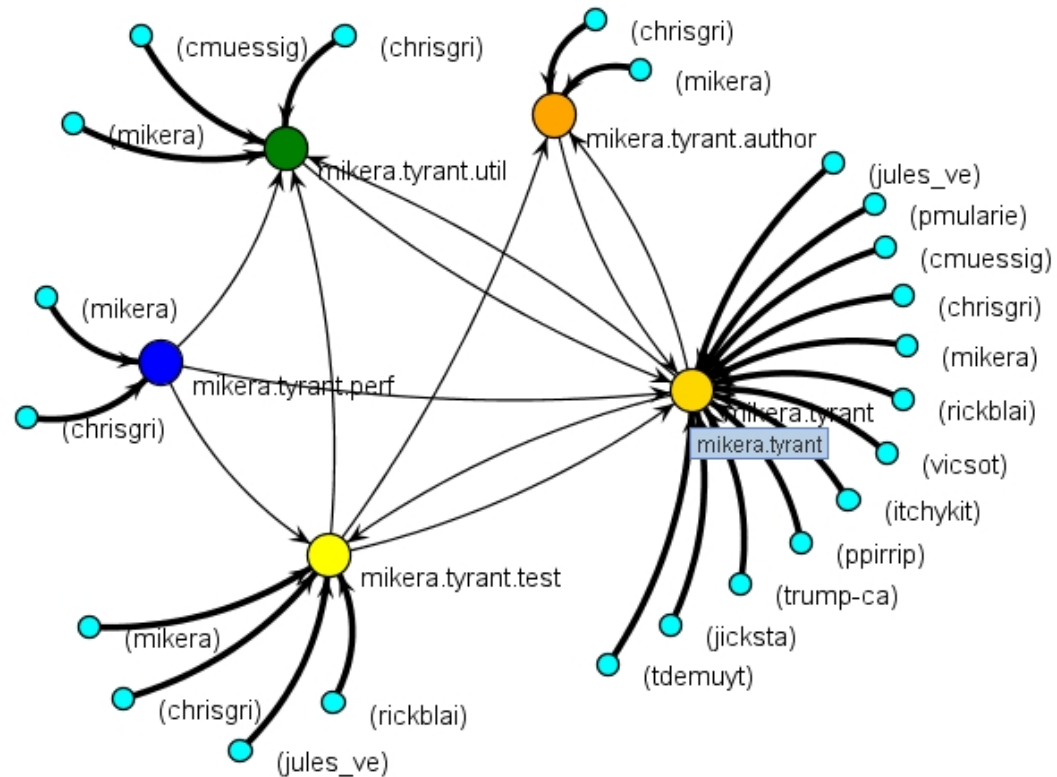 (cmuessig)
(chrisgri)
(mikera)
mikera.tyrant.util
(chrisgri)
(mikera)
mikera.tyrant.author
(jules_ve)
(pmularie)
(cmuessig)
(chrisgri)
(mikera)
(rickblai)
(vicsot)
(itchykit)
(ppirrip)
(trump-ca)
(jicksta)
(tdemuyt)
mikera.tyrant
mikera.tyrant
(mikera)
mikera.tyrant.perf
(chrisgri)
mikera.tyrant.test
(mikera)
(chrisgri)
(jules_ve)
(rickblai)